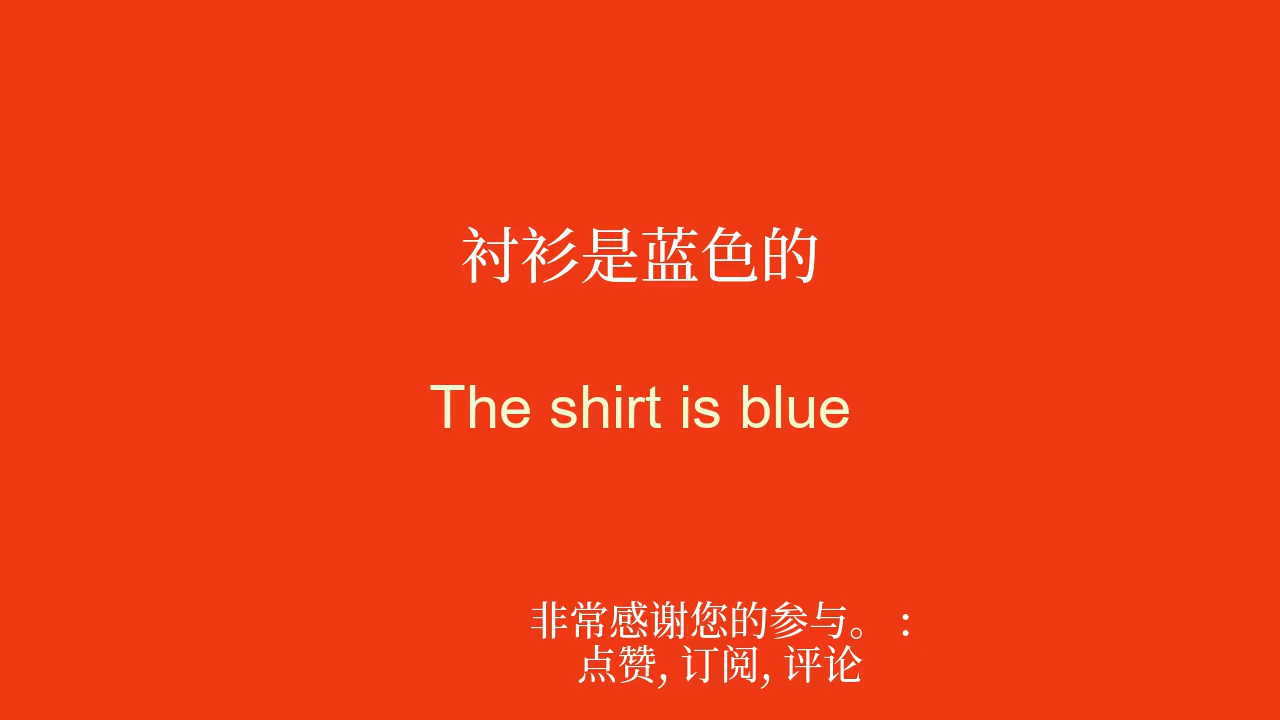 衬衫是蓝色的
The shirt is blue
非常感谢您的参与。 :
点赞, 订阅, 评论